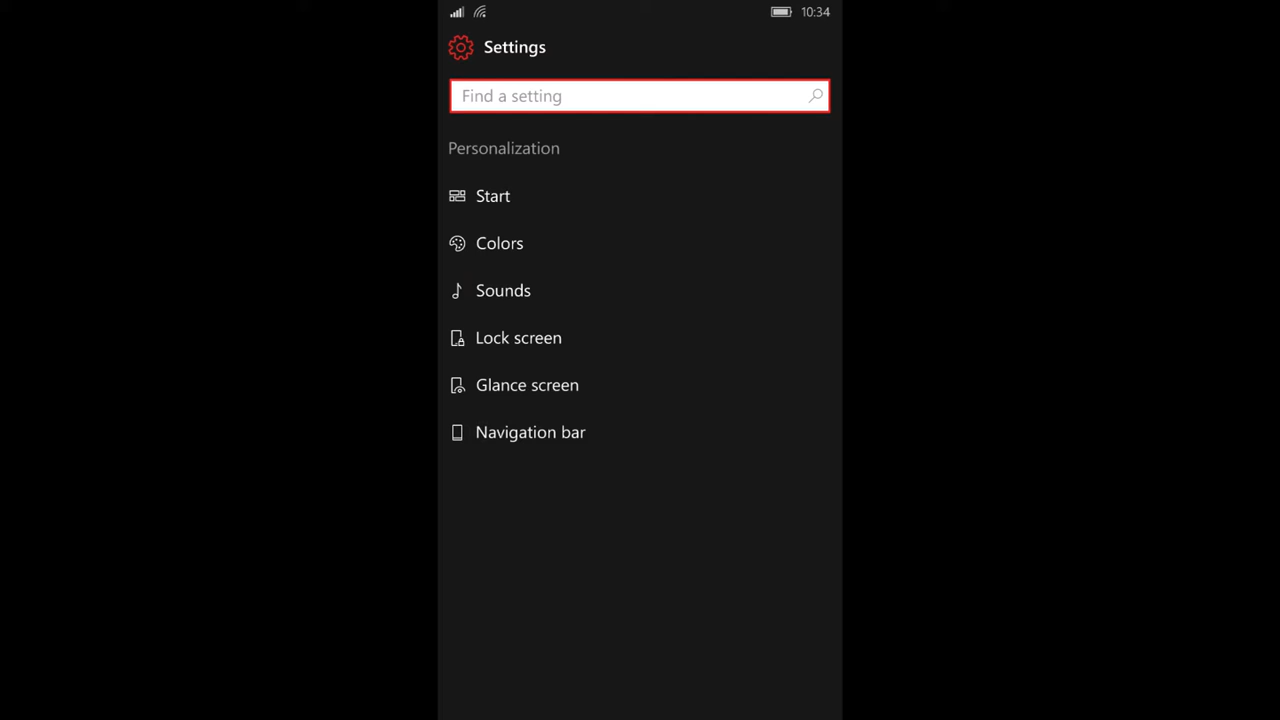 10:34
Settings
Find a setting
Personalization
Start
Colors
Sounds
Lock screen
Glance screen
Navigation bar